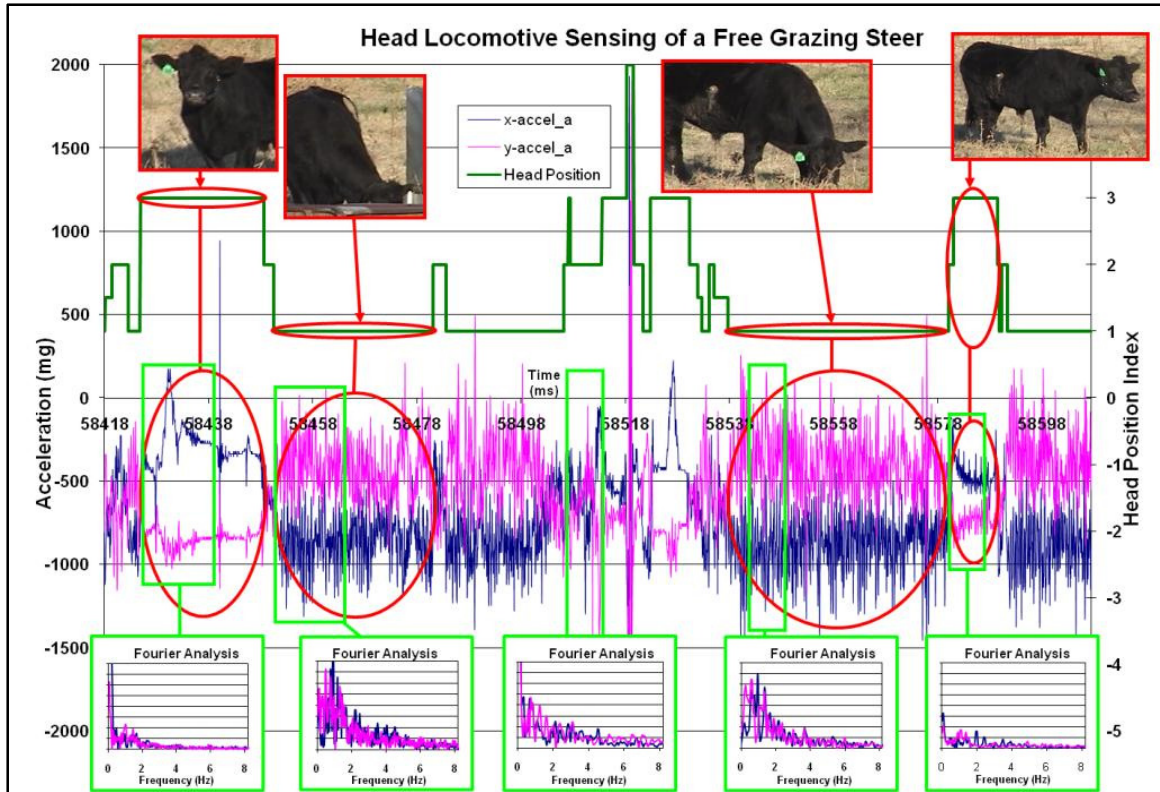 Head Locomotive Sensing of a Free Grazing Steer
x-accel_a
y-accel_a
Head Position
Acceleration (mg)
2000
1500
1000
500
0
-500
-1000
-1500
-2000
Time
(ms)
58418
58438
58458
58478
58498
58518
58558
58578
58598
Head Position Index
3
2
1
0
-1
-2
-3
-4
-5
Fourier Analysis
0 2 4 6 8
Frequency (Hz)
Fourier Analysis
0 2 4 6 8
Frequency (Hz)
Fourier Analysis
0 2 4 6 8
Frequency (Hz)
Fourier Analysis
0 2 4 6 8
Frequency (Hz)
Fourier Analysis
0 2 4 6 8
Frequency (Hz)